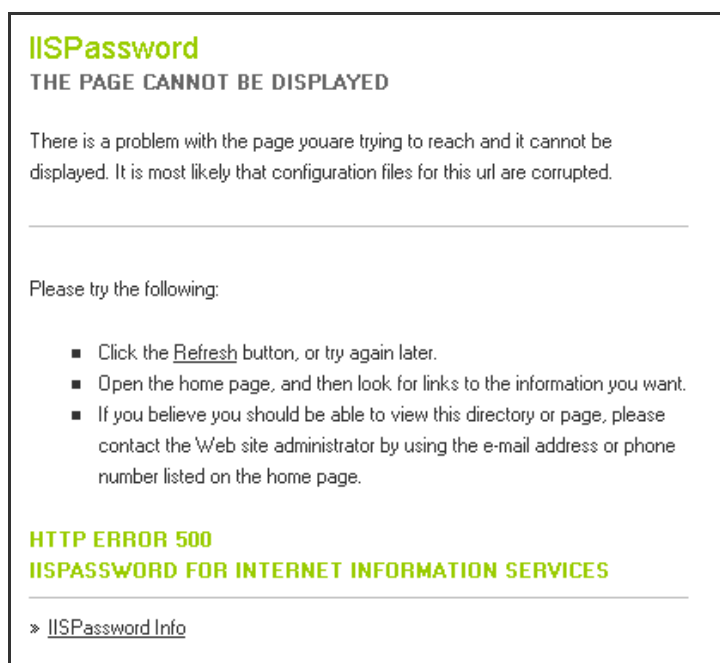 IISPassword
THE PAGE CANNOT BE DISPLAYED
There is a problem with the page youare trying to reach and it cannot be
displayed. It is most likely that configuration files for this url are corrupted.
Please try the following:
■ Click the Refresh button, or try again later.
■ Open the home page, and then look for links to the information you want.
■ If you believe you should be able to view this directory or page, please
contact the Web site administrator by using the e-mail address or phone
number listed on the home page.
HTTP ERROR 500
IISPASSWORD FOR INTERNET INFORMATION SERVICES
» IISPassword Info